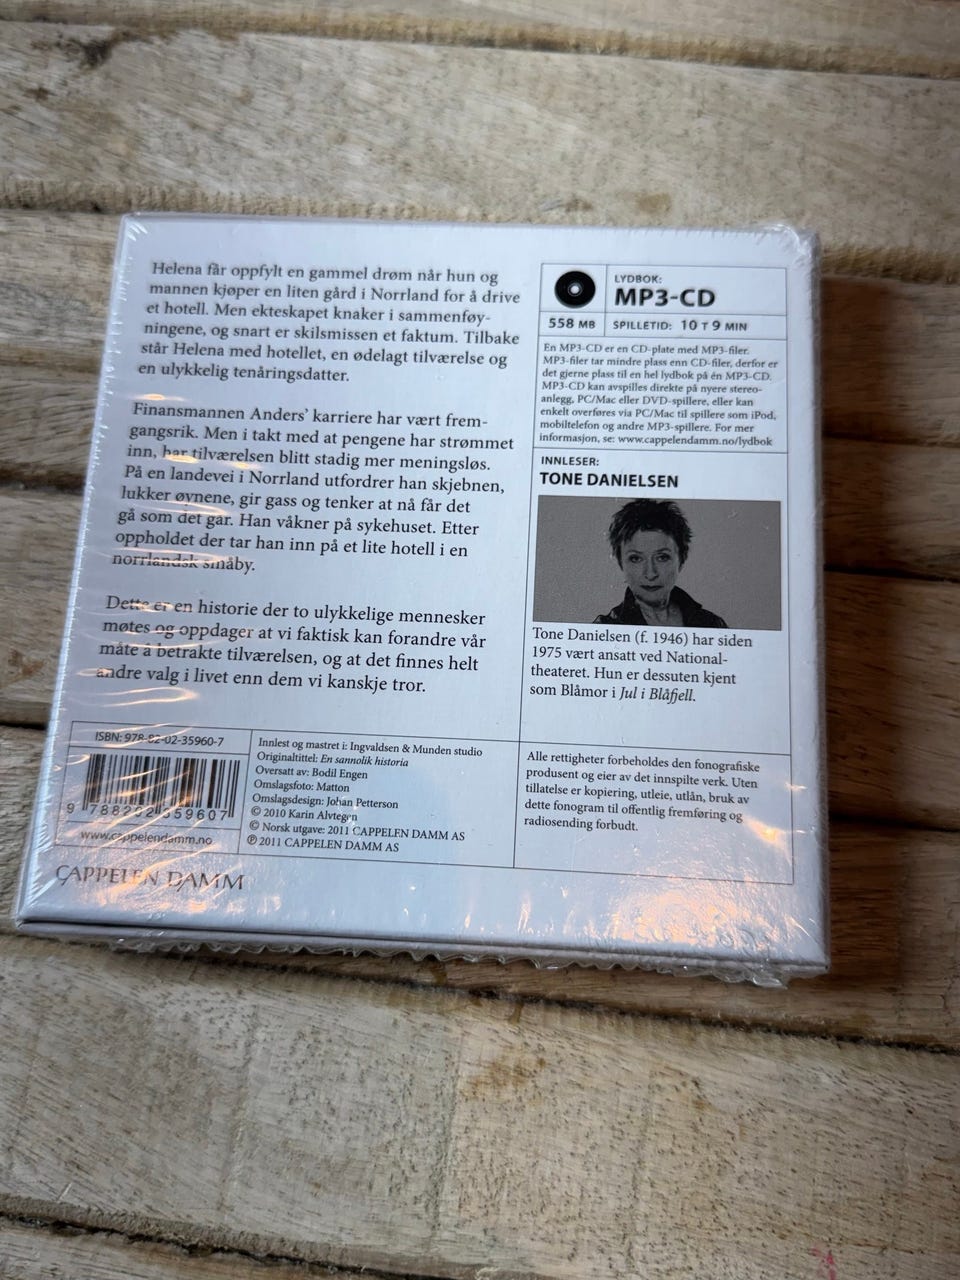 Helena får oppfylt en gammel drøm når hun og
mannen kjøper en liten gård i Norrland for å drive
et hotell. Men ekteskapet knaker i sammenføy-
ningene, og snart er skilsmissen et faktum. Tilbake
står Helena med hotellet, en ødelagt tilværelse og
en ulykkelig tenåringsdatter.
Finansmannen Anders' karriere har vært frem-
gangsrik. Men i takt med at pengene har strømmet
inn, har tilværelsen blitt stadig mer meningsløs.
På en landevei i Norrland utfordrer han skjebnen,
lukker øynene, gir gass og tenker at nå får det
gå som det går. Han våkner på sykehuset. Etter
oppholdet der tar han inn på et lite hotell i en
norrlandsk småby.
Dette er en historie der to ulykkelige mennesker
møtes og oppdager at vi faktisk kan forandre vår
måte å betrakte tilværelsen, og at det finnes helt
andre valg i livet enn dem vi kanskje tror.
LYDBOK:
MP3-CD
558 MB
SPILLETID: 10 T 9 MIN
En MP3-CD er en CD-plate med MP3-filer.
MP3-filer tar mindre plass enn CD-filer, derfor er
det gjerne plass til en hel lydbok på én MP3-CD.
MP3-CD kan avspilles direkte på nyere stereo-
anlegg, PC/Mac eller DVD-spillere, eller kan
enkelt overføres via PC/Mac til spillere som iPod,
mobiltelefon og andre MP3-spillere. For mer
informasjon, se: www.cappelendamm.no/lydbok
INNLESER:
TONE DANIELSEN
Tone Danielsen (f. 1946) har siden
1975 vært ansatt ved National-
theateret. Hun er dessuten kjent
som Blåmor i Jul i Blåfjell.
ISBN: 978-82-02-35960-7
9 788202 359607
www.cappelendamm.no
Innlest og mastret i: Ingvaldsen & Munden studio
Originaltittel: En sannolik historia
Oversatt av: Bodil Engen
Omslagsfoto: Matton
Omslagsdesign: Johan Petterson
© 2010 Karin Alvtegen
© Norsk utgave: 2011 CAPPELEN DAMM AS
℗ 2011 CAPPELEN DAMM AS
Alle rettigheter forbeholdes den fonografiske
produsent og eier av det innspilte verk. Uten
tillatelse er kopiering, utleie, utlån, bruk av
dette fonogram til offentlig fremføring og
radiosending forbudt.
CAPPELEN DAMM